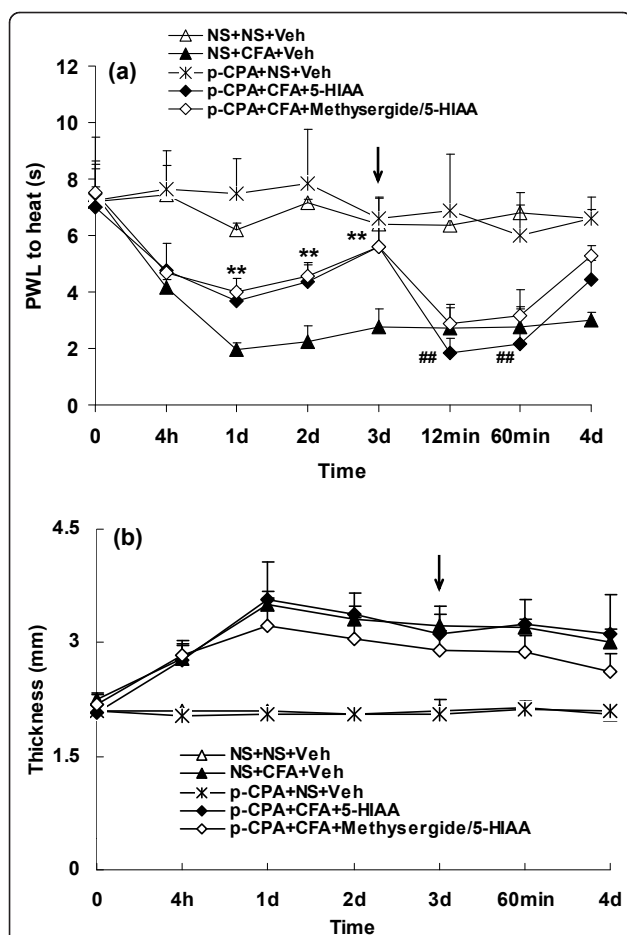 NS+NS+Veh
NS+CFA+Veh
p-CPA+NS+Veh
p-CPA+CFA+5-HIAA
p-CPA+CFA+Methysergide/5-HIAA
(a)
PWL to heat (s)
12
10
8
6
4
2
0
**
**
**
##
##
0 4h 1d 2d 3d 12min 60min 4d
Time
(b)
Thickness (mm)
4.5
3
1.5
0
NS+NS+Veh
NS+CFA+Veh
p-CPA+NS+Veh
p-CPA+CFA+5-HIAA
p-CPA+CFA+Methysergide/5-HIAA
0 4h 1d 2d 3d 60min 4d
Time